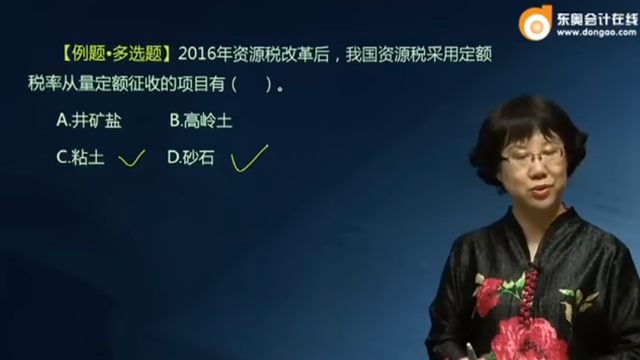 东奥会计在线
www.dongao.com
【例题•多选题】2016年资源税改革后，我国资源税采用定额
税率从量定额征收的项目有（　　）。
A.井矿盐　　B.高岭土
C.粘土　　D.砂石